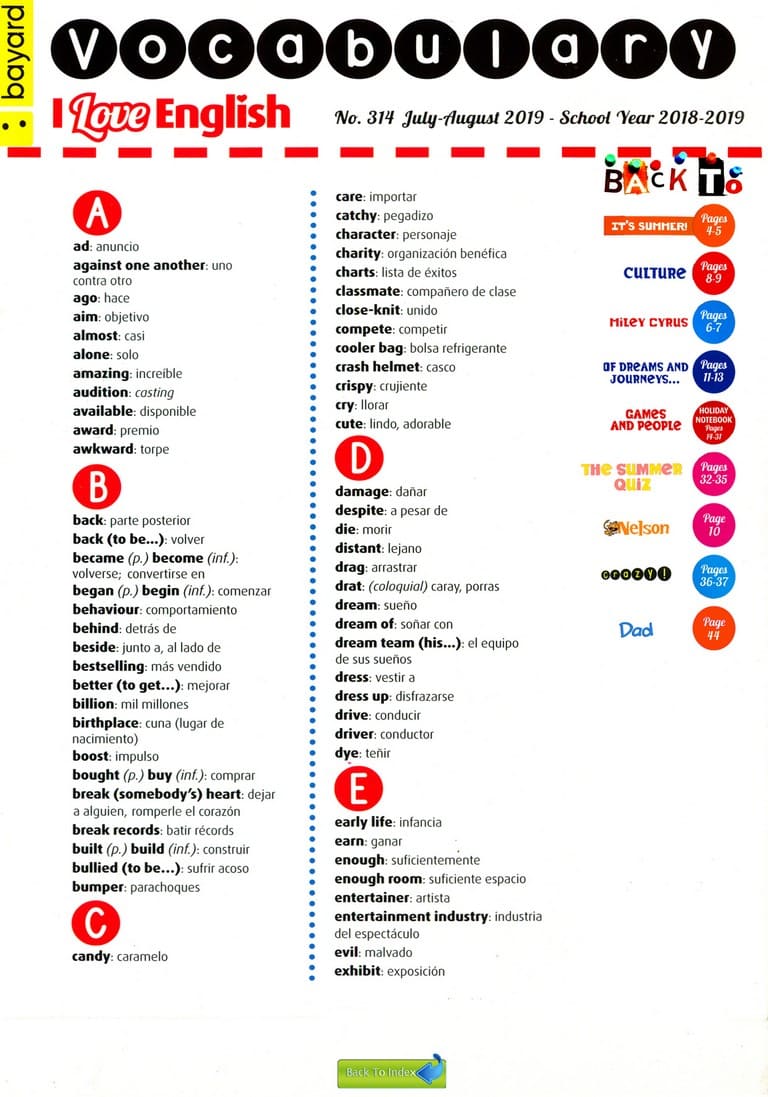 bayard
Vocabulary
I Love English
No. 314 July-August 2019 - School Year 2018-2019
A
ad: anuncio
against one another: uno
contra otro
ago: hace
aim: objetivo
almost: casi
alone: solo
amazing: increíble
audition: casting
available: disponible
award: premio
awkward: torpe
B
back: parte posterior
back (to be...): volver
became (p.) become (inf.):
volverse; convertirse en
began (p.) begin (inf.): comenzar
behaviour: comportamiento
behind: detrás de
beside: junto a, al lado de
bestselling: más vendido
better (to get...): mejorar
billion: mil millones
birthplace: cuna (lugar de
nacimiento)
boost: impulso
bought (p.) buy (inf.): comprar
break (somebody's) heart: dejar
a alguien, romperle el corazón
break records: batir récords
built (p.) build (inf.): construir
bullied (to be...): sufrir acoso
bumper: parachoques
C
candy: caramelo
care: importar
catchy: pegadizo
character: personaje
charity: organización benéfica
charts: lista de éxitos
classmate: compañero de clase
close-knit: unido
compete: competir
cooler bag: bolsa refrigerante
crash helmet: casco
crispy: crujiente
cry: llorar
cute: lindo, adorable
D
damage: dañar
despite: a pesar de
die: morir
distant: lejano
drag: arrastrar
drat: (coloquial) caray, porras
dream: sueño
dream of: soñar con
dream team (his...): el equipo
de sus sueños
dress: vestir a
dress up: disfrazarse
drive: conducir
driver: conductor
dye: teñir
E
early life: infancia
earn: ganar
enough: suficientemente
enough room: suficiente espacio
entertainer: artista
entertainment industry: industria
del espectáculo
evil: malvado
exhibit: exposición
BACK TO
IT'S SUMMER!
Pages
4-5
CULTURE
Pages
8-9
MILEY CYRUS
Pages
6-7
OF DREAMS AND
JOURNEYS...
Pages
11-13
GAMES
AND PEOPLE
HOLIDAY
NOTEBOOK
Pages
14-31
THE SUMMER
QUIZ
Pages
32-35
Nelson
Page
10
crazy!
Pages
36-37
Dad
Page
44
Back To Index